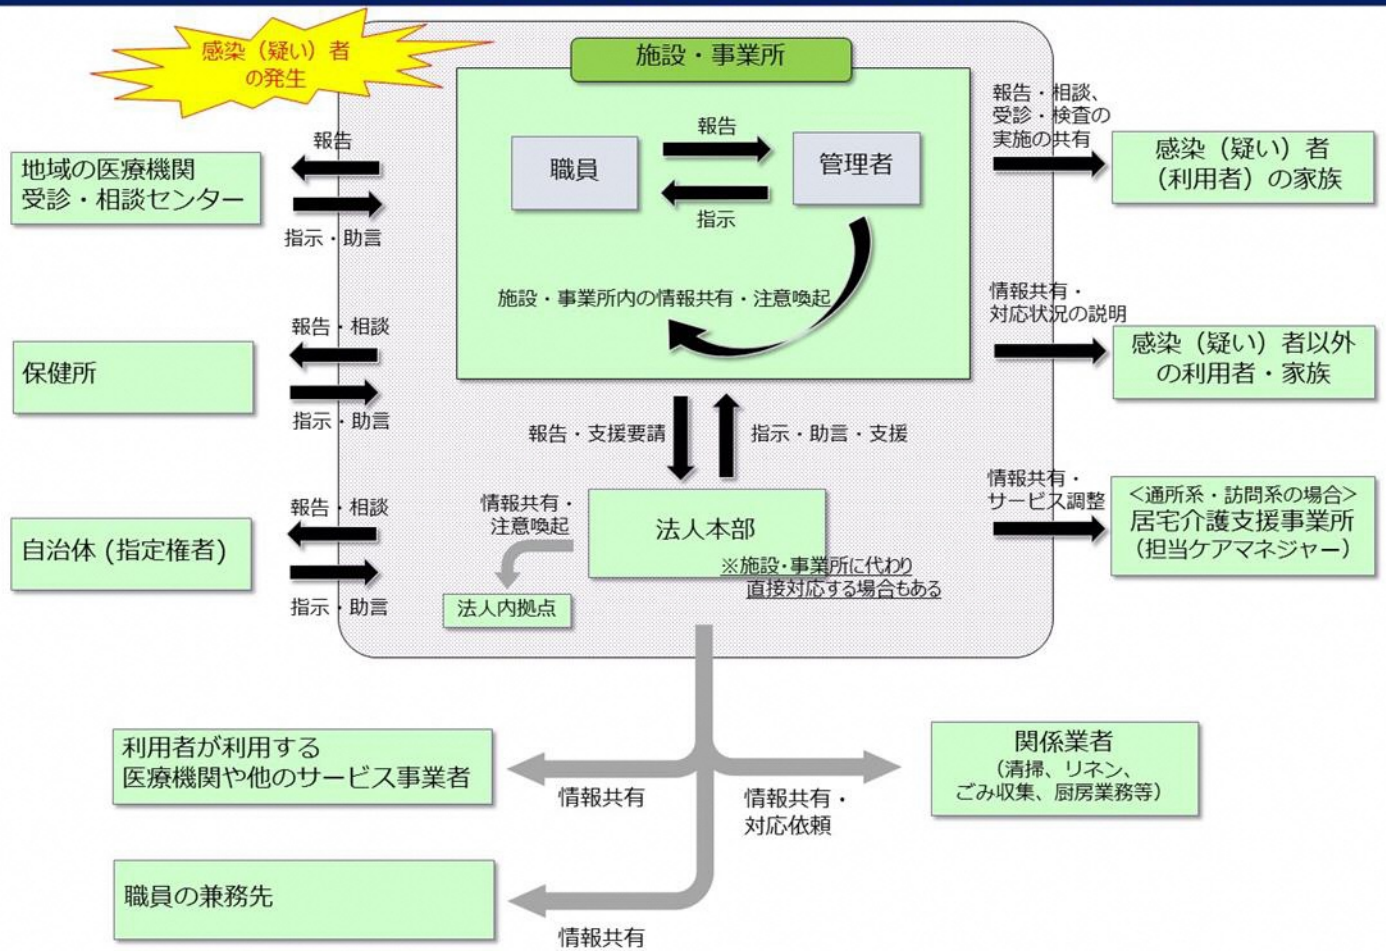 感染（疑い）者
の発生
施設・事業所
報告
職員
管理者
指示
施設・事業所内の情報共有・注意喚起
報告
地域の医療機関
受診・相談センター
指示・助言
報告・相談
保健所
指示・助言
報告・相談
自治体 (指定権者)
指示・助言
報告・相談、
受診・検査の
実施の共有
感染（疑い）者
（利用者）の家族
情報共有・
対応状況の説明
感染（疑い）者以外
の利用者・家族
情報共有・
サービス調整
＜通所系・訪問系の場合＞
居宅介護支援事業所
（担当ケアマネジャー）
報告・支援要請
指示・助言・支援
情報共有・
注意喚起
法人本部
※施設・事業所に代わり
直接対応する場合もある
法人内拠点
利用者が利用する
医療機関や他のサービス事業者
情報共有
情報共有・
対応依頼
関係業者
（清掃、リネン、
ごみ収集、厨房業務等）
職員の兼務先
情報共有